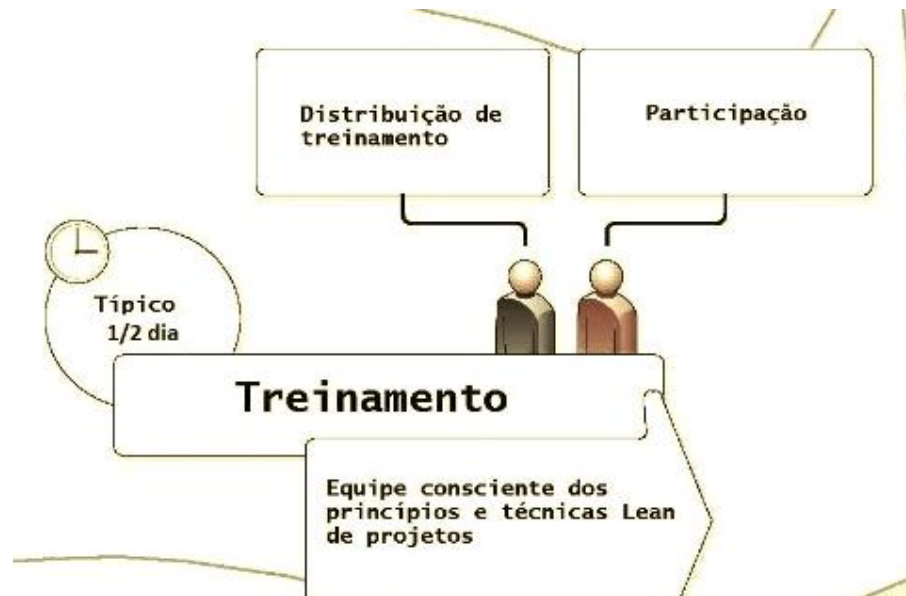 Distribuição de
treinamento
Participação
Típico
1/2 dia
Treinamento
Equipe consciente dos
princípios e técnicas Lean
de projetos